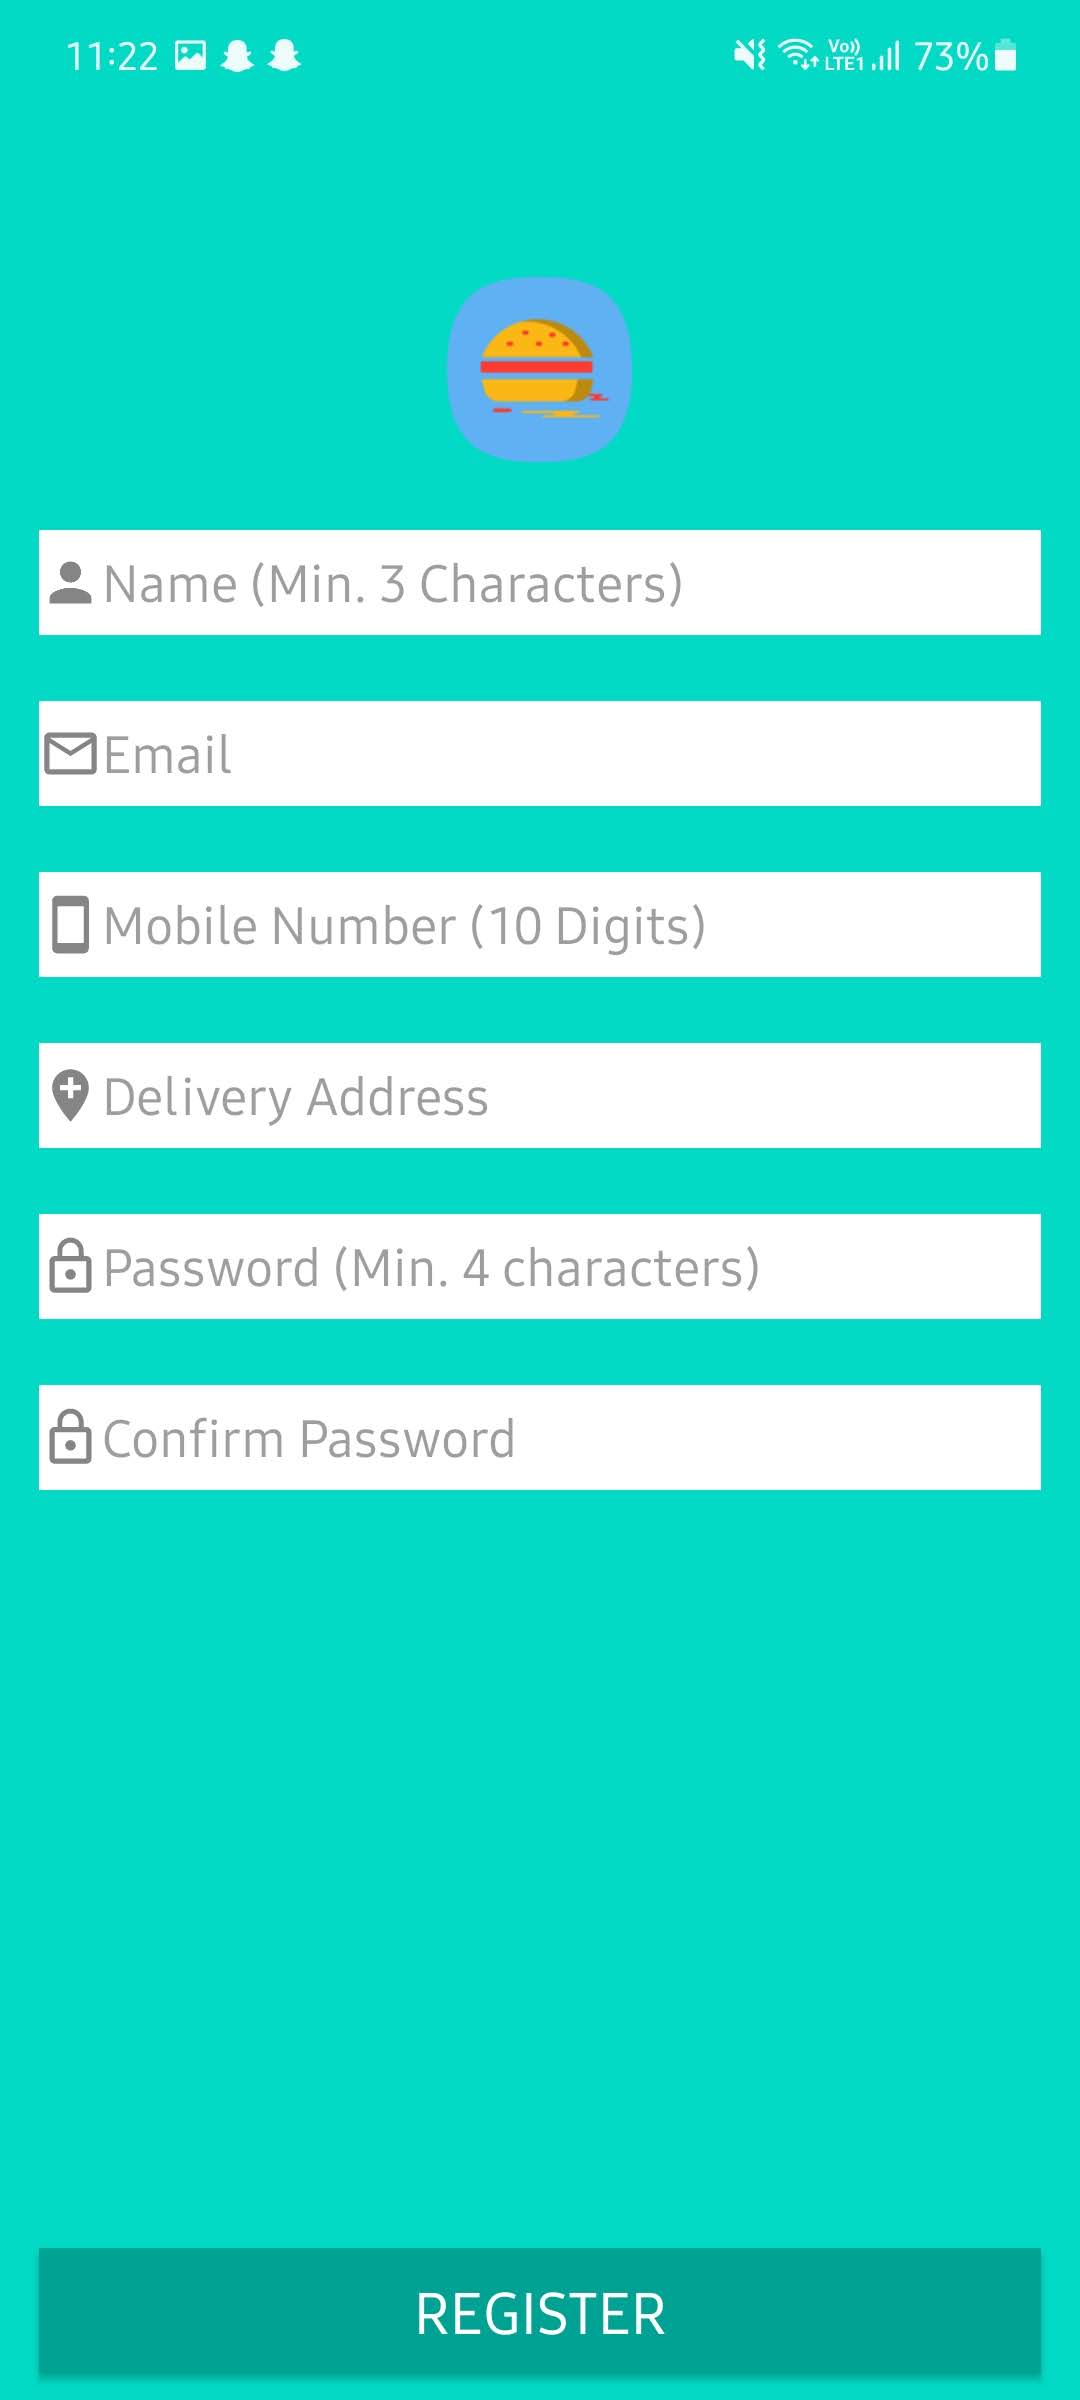 11:22 Vo)) LTE1 73%
Name (Min. 3 Characters)
Email
Mobile Number (10 Digits)
Delivery Address
Password (Min. 4 characters)
Confirm Password
REGISTER